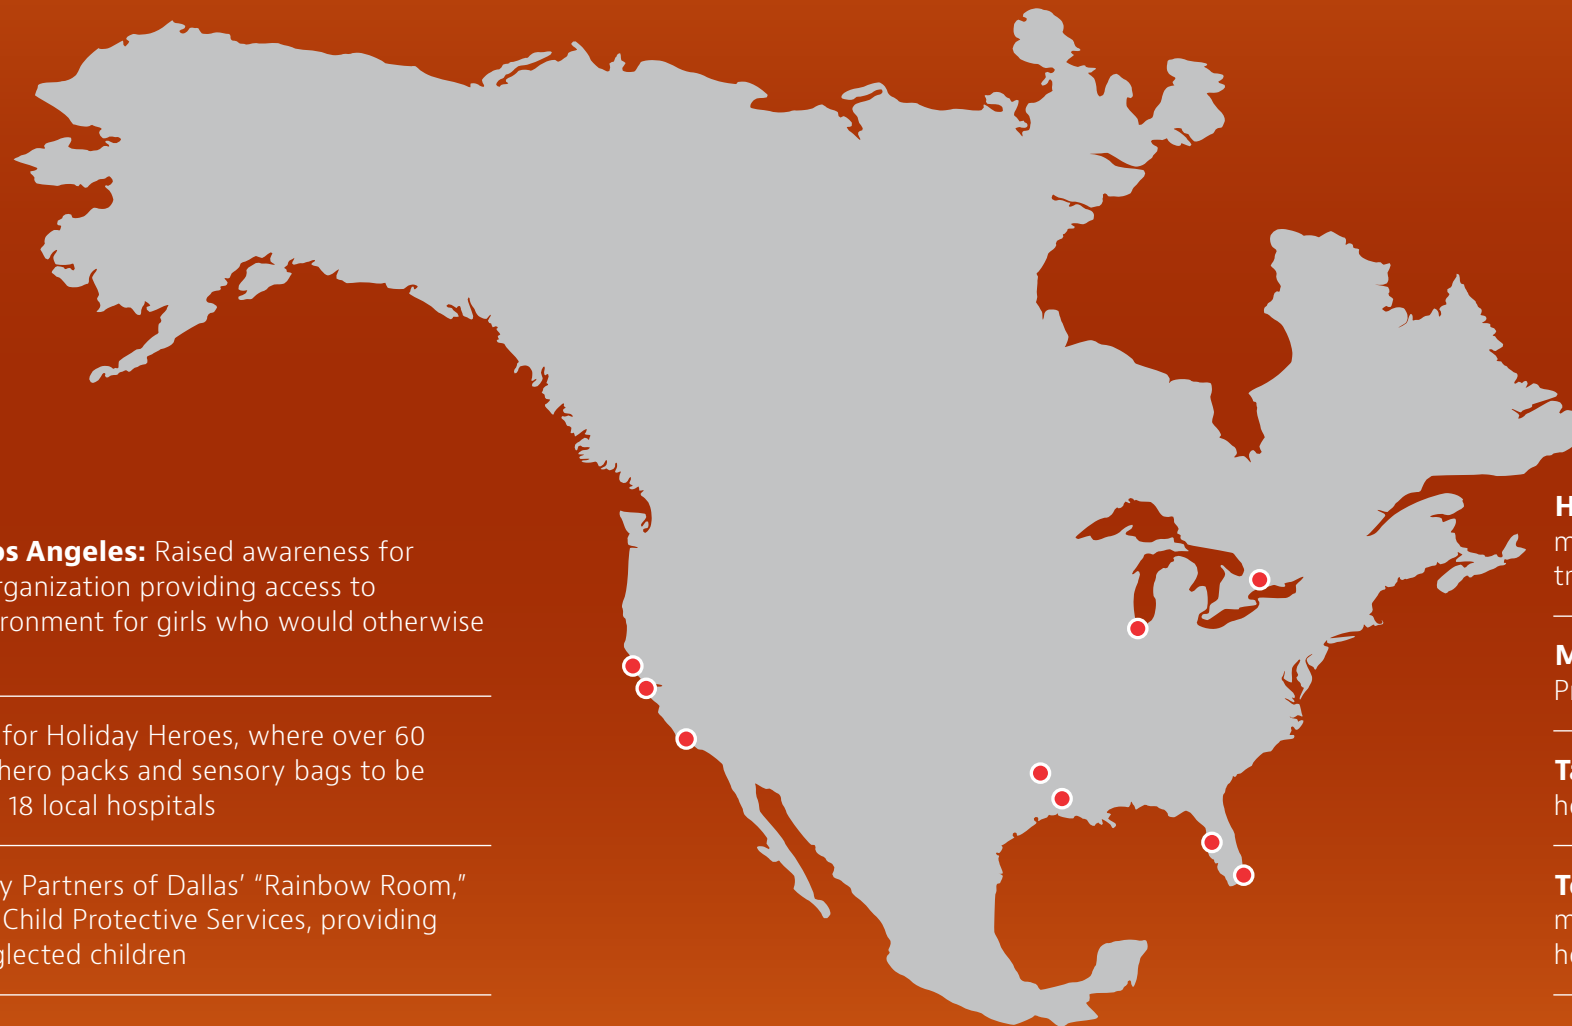 os Angeles: Raised awareness for
rganization providing access to
ronment for girls who would otherwise
for Holiday Heroes, where over 60
hero packs and sensory bags to be
18 local hospitals
y Partners of Dallas’ “Rainbow Room,”
Child Protective Services, providing
glected children
H
m
tr
M
P
T
h
T
m
h